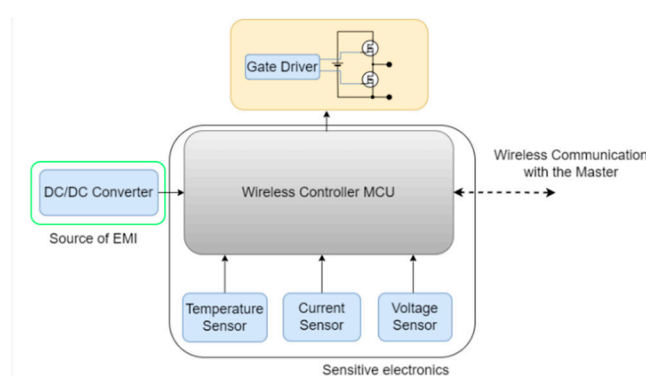 Gate Driver
Wireless Communication
with the Master
DC/DC Converter
Wireless Controller MCU
Source of EMI
Temperature
Sensor
Current
Sensor
Voltage
Sensor
Sensitive electronics